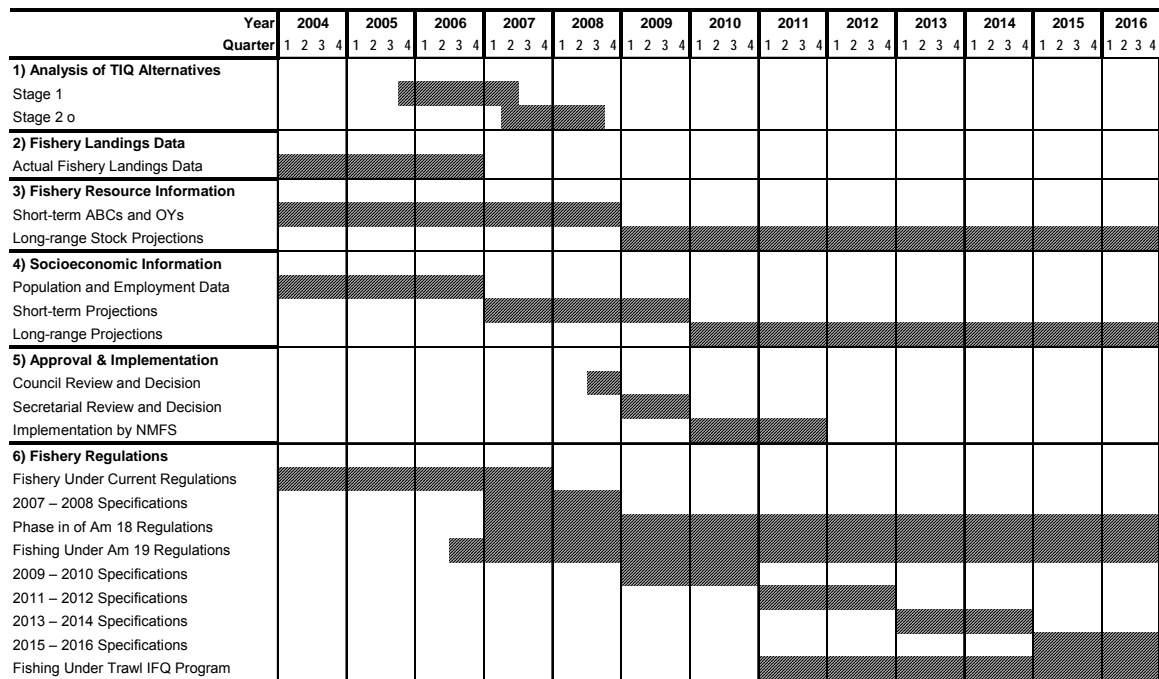 Year 2004 2005 2006 2007 2008 2009 2010 2011 2012 2013 2014 2015 2016
Quarter 1 2 3 4 1 2 3 4 1 2 3 4 1 2 3 4 1 2 3 4 1 2 3 4 1 2 3 4 1 2 3 4 1 2 3 4 1 2 3 4 1 2 3 4 1 2 3 4 1 2 3 4
1) Analysis of TIQ Alternatives
Stage 1
Stage 2 o
2) Fishery Landings Data
Actual Fishery Landings Data
3) Fishery Resource Information
Short-term ABCs and OYs
Long-range Stock Projections
4) Socioeconomic Information
Population and Employment Data
Short-term Projections
Long-range Projections
5) Approval & Implementation
Council Review and Decision
Secretarial Review and Decision
Implementation by NMFS
6) Fishery Regulations
Fishery Under Current Regulations
2007 – 2008 Specifications
Phase in of Am 18 Regulations
Fishing Under Am 19 Regulations
2009 – 2010 Specifications
2011 – 2012 Specifications
2013 – 2014 Specifications
2015 – 2016 Specifications
Fishing Under Trawl IFQ Program